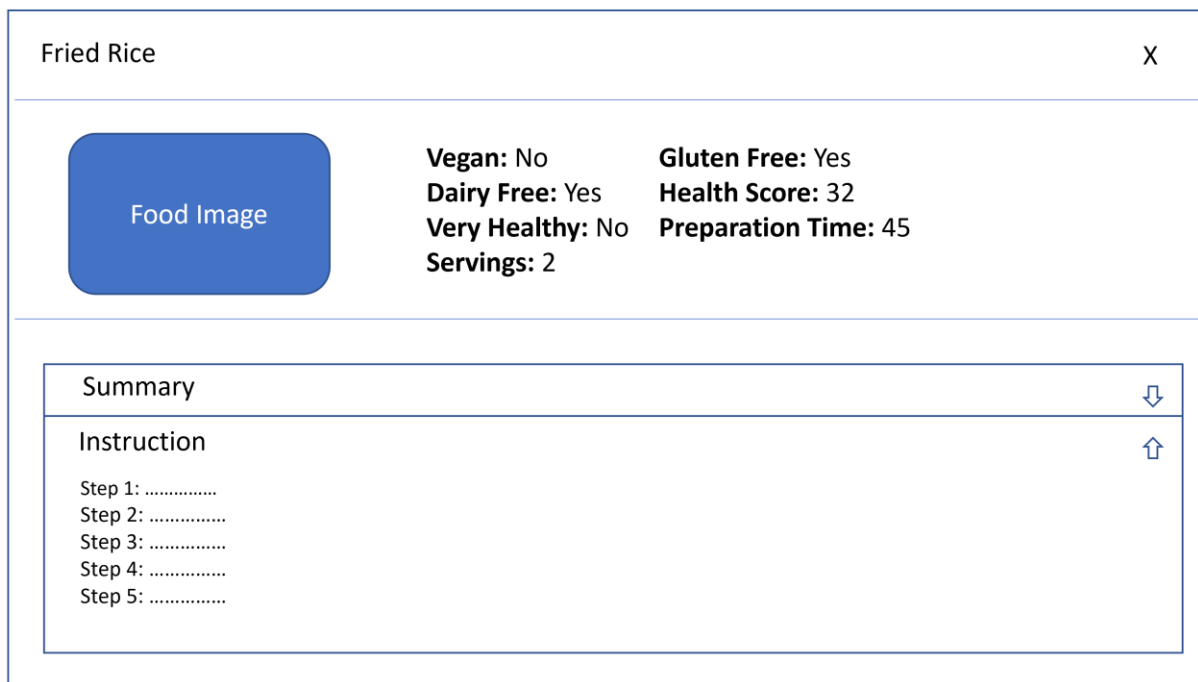 Fried Rice X
Food Image
Vegan: No Gluten Free: Yes
Dairy Free: Yes Health Score: 32
Very Healthy: No Preparation Time: 45
Servings: 2
Summary
Instruction
Step 1: ...............
Step 2: ................
Step 3: ................
Step 4: ................
Step 5: ................